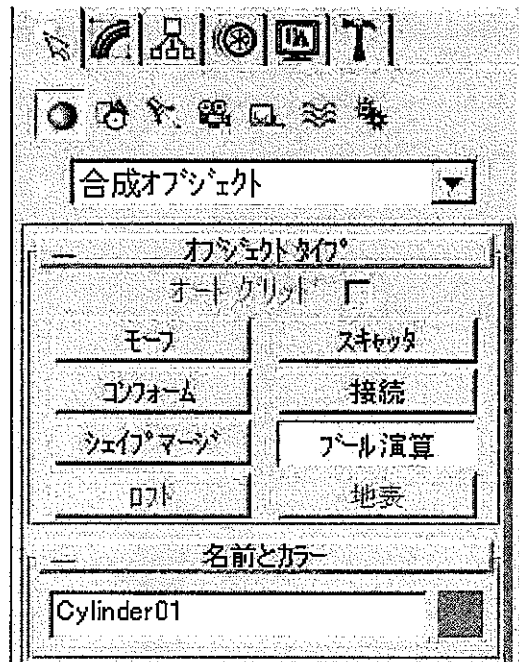 合成オブジェクト
オブジェクト タイプ
オート グリッド
モーフ スキャッタ
コンフォーム 接続
シェイプ マージ ブール演算
ロフト 地表
名前とカラー
Cylinder01